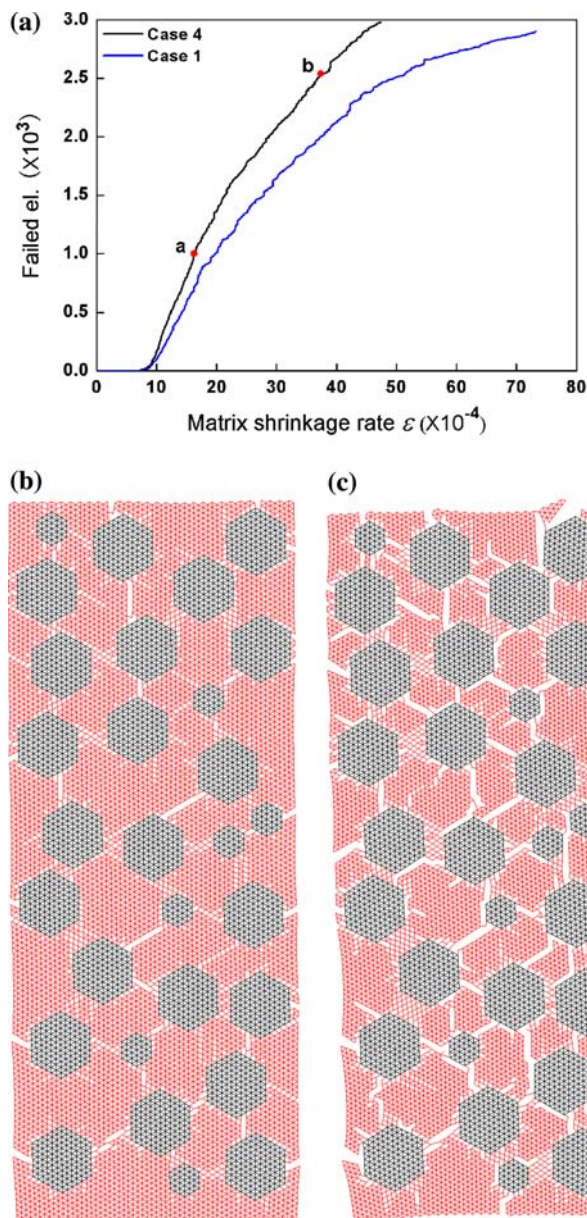 (a)
3.0
2.5
2.0
1.5
1.0
0.5
0.0
Failed el. (X10³)
Case 4
Case 1
b
a
0 10 20 30 40 50 60 70 80
Matrix shrinkage rate ε (X10⁻⁴)
(b) (c)